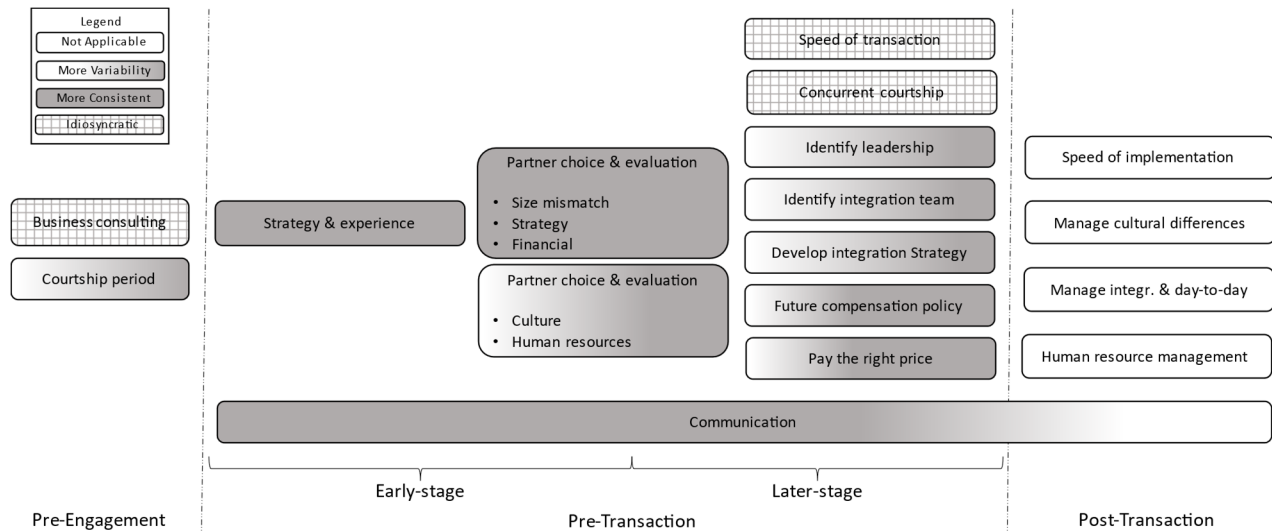 Legend
Not Applicable
More Variability
More Consistent
Idiosyncratic
Business consulting
Courtship period
Strategy & experience
Partner choice & evaluation
• Size mismatch
• Strategy
• Financial
Partner choice & evaluation
• Culture
• Human resources
Speed of transaction
Concurrent courtship
Identify leadership
Identify integration team
Develop integration Strategy
Future compensation policy
Pay the right price
Speed of implementation
Manage cultural differences
Manage integr. & day-to-day
Human resource management
Communication
Early-stage
Later-stage
Pre-Engagement
Pre-Transaction
Post-Transaction